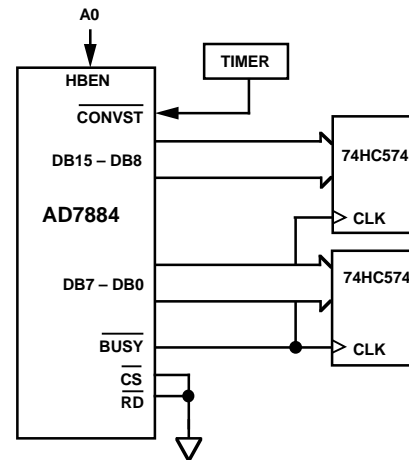 A0
HBEN
TIMER
CONVST
DB15 – DB8
74HC574
AD7884
CLK
DB7 – DB0
74HC574
BUSY
CLK
CS
RD